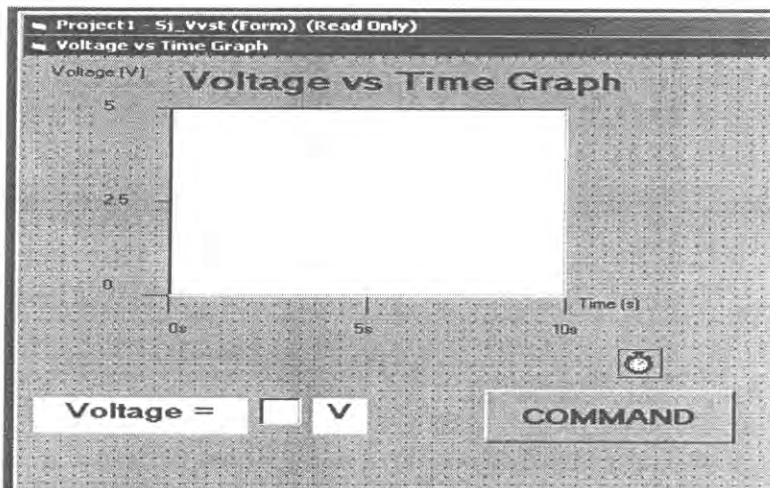 Project1 - Sj_Vvst (Form) (Read Only)
Voltage vs Time Graph
Voltage [V]
Voltage vs Time Graph
5
2.5
0
Time [s]
0s 5s 10s
Voltage = V
COMMAND